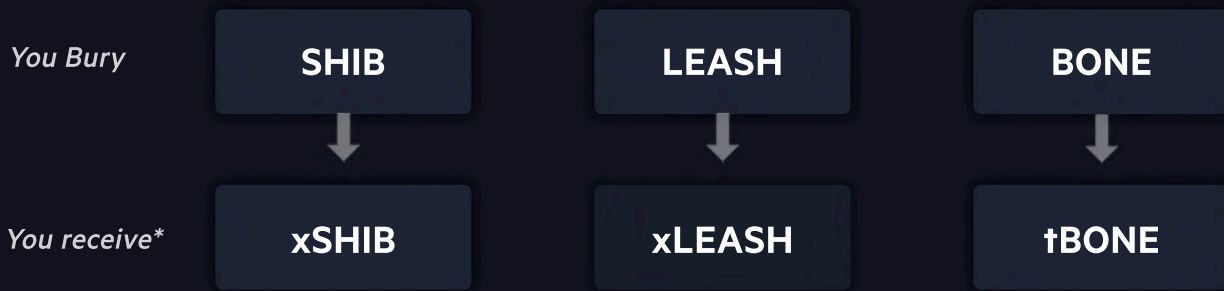 You Bury SHIB LEASH BONE
You receive* xSHIB xLEASH tBONE